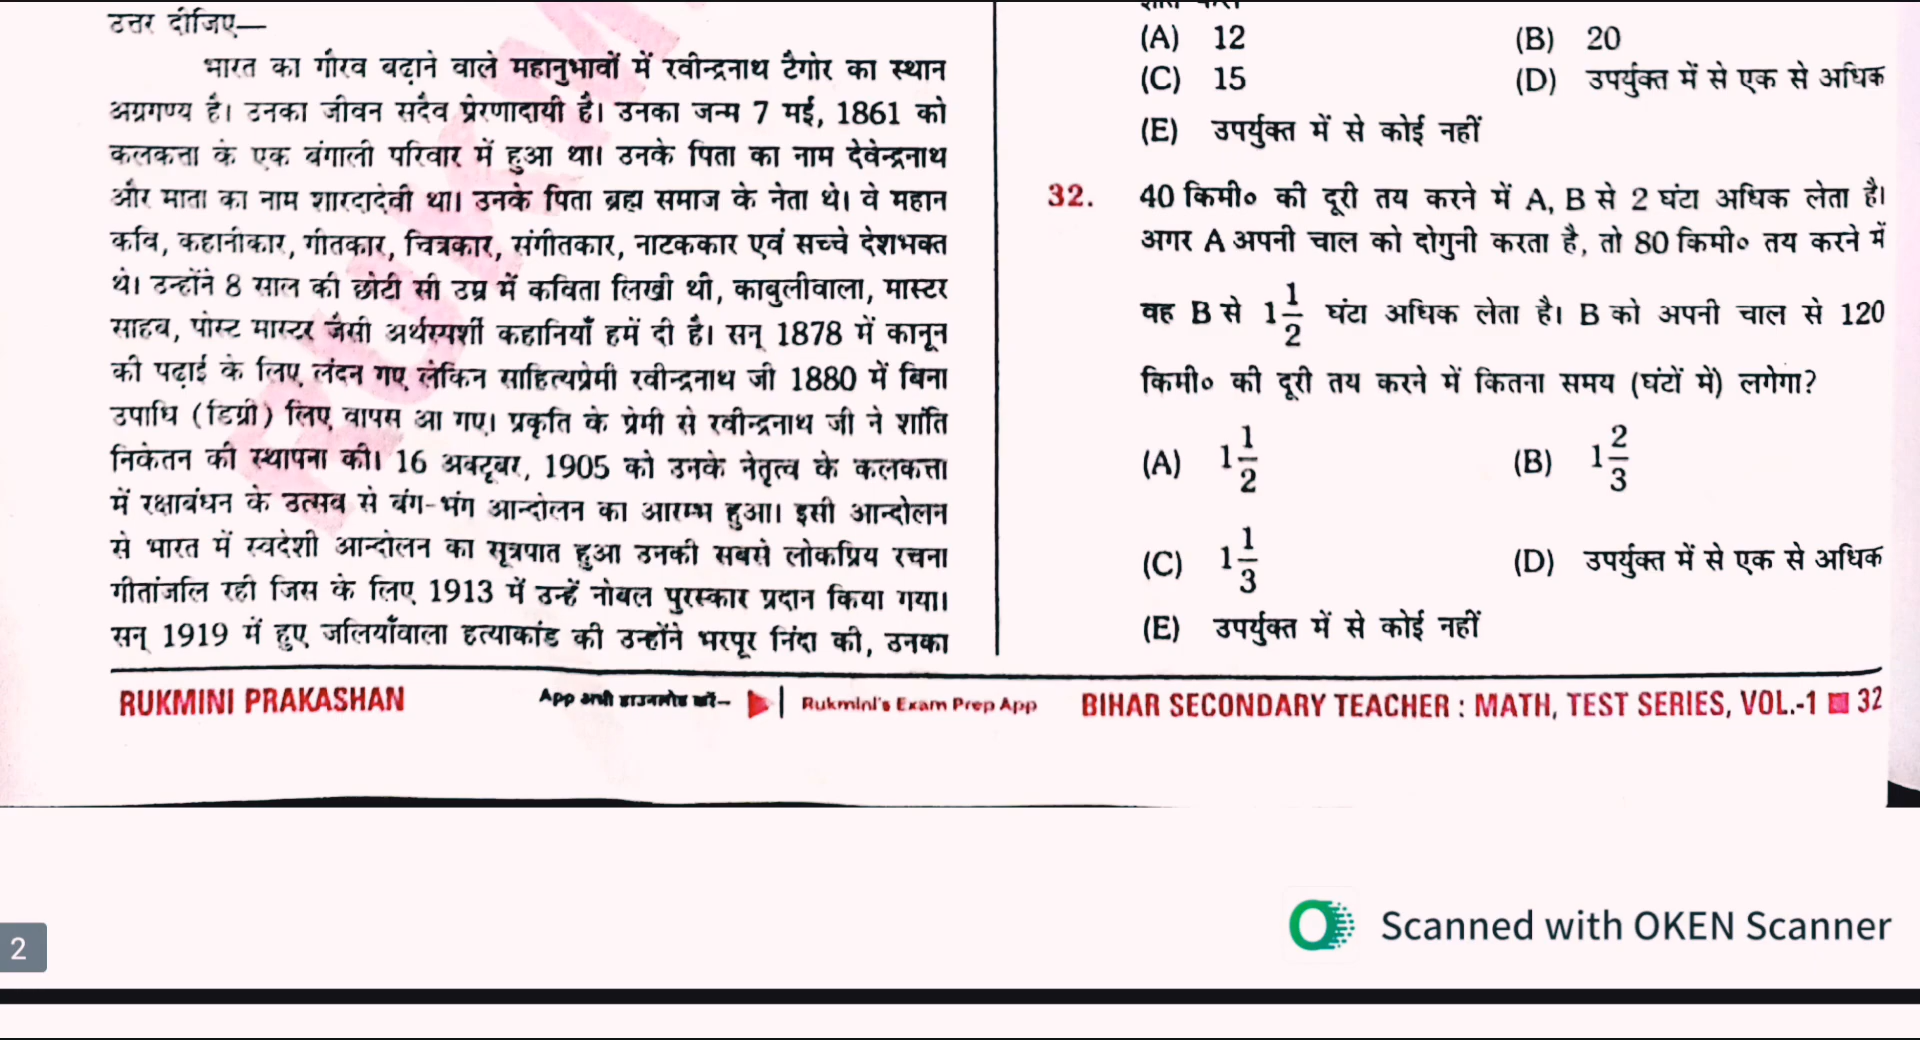 उत्तर दीजिए—
भारत का गौरव बढ़ाने वाले महानुभावों में रवीन्द्रनाथ टैगोर का स्थान
अग्रगण्य है। उनका जीवन सदैव प्रेरणादायी है। उनका जन्म 7 मई, 1861 को
कलकत्ता के एक बंगाली परिवार में हुआ था। उनके पिता का नाम देवेन्द्रनाथ
और माता का नाम शारदादेवी था। उनके पिता ब्रह्म समाज के नेता थे। वे महान
कवि, कहानीकार, गीतकार, चित्रकार, संगीतकार, नाटककार एवं सच्चे देशभक्त
थे। उन्होंने 8 साल की छोटी सी उम्र में कविता लिखी थी, काबुलीवाला, मास्टर
साहब, पोस्ट मास्टर जैसी अर्थस्पर्शी कहानियाँ हमें दी है। सन् 1878 में कानून
की पढ़ाई के लिए लंदन गए लेकिन साहित्यप्रेमी रवीन्द्रनाथ जी 1880 में बिना
उपाधि (डिग्री) लिए वापस आ गए। प्रकृति के प्रेमी से रवीन्द्रनाथ जी ने शांति
निकेतन की स्थापना की। 16 अक्टूबर, 1905 को उनके नेतृत्व के कलकत्ता
में रक्षाबंधन के उत्सव से बंग-भंग आन्दोलन का आरम्भ हुआ। इसी आन्दोलन
से भारत में स्वदेशी आन्दोलन का सूत्रपात हुआ उनकी सबसे लोकप्रिय रचना
गीतांजलि रही जिस के लिए 1913 में उन्हें नोबल पुरस्कार प्रदान किया गया।
सन् 1919 में हुए जलियाँवाला हत्याकांड की उन्होंने भरपूर निंदा की, उनका
(A) 12 (B) 20
(C) 15 (D) उपर्युक्त में से एक से अधिक
(E) उपर्युक्त में से कोई नहीं
32. 40 किमी० की दूरी तय करने में A, B से 2 घंटा अधिक लेता है।
अगर A अपनी चाल को दोगुनी करता है, तो 80 किमी० तय करने में
वह B से 1 1/2 घंटा अधिक लेता है। B को अपनी चाल से 120
किमी० की दूरी तय करने में कितना समय (घंटों में) लगेगा?
(A) 1 1/2 (B) 1 2/3
(C) 1 1/3 (D) उपर्युक्त में से एक से अधिक
(E) उपर्युक्त में से कोई नहीं
RUKMINI PRAKASHAN App अभी डाउनलोड करें– | Rukmini's Exam Prep App BIHAR SECONDARY TEACHER : MATH, TEST SERIES, VOL.-1 32
2
Scanned with OKEN Scanner